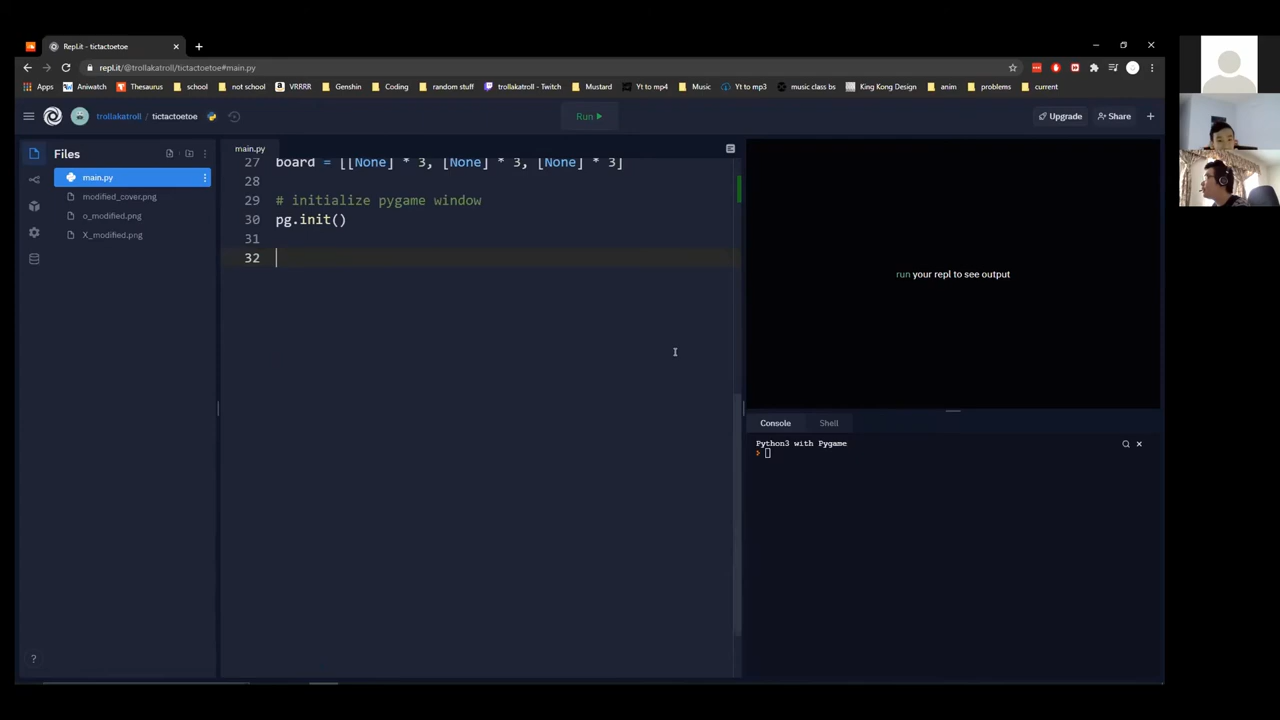 Repl.it - tictactoetoe
repl.it/@trollakatroll/tictactoetoe#main.py
Apps Aniwatch Thesaurus school not school VRRRR Genshin Coding random stuff trollakatroll - Twitch Mustard Yt to mp4 Music Yt to mp3 music class bs King Kong Design anim problems current
trollakatroll / tictactoetoe Run Upgrade Share
Files
main.py
modified_cover.png
o_modified.png
X_modified.png
main.py
27 board = [[None] * 3, [None] * 3, [None] * 3]
28
29 # initialize pygame window
30 pg.init()
31
32
run your repl to see output
Console Shell
Python3 with Pygame